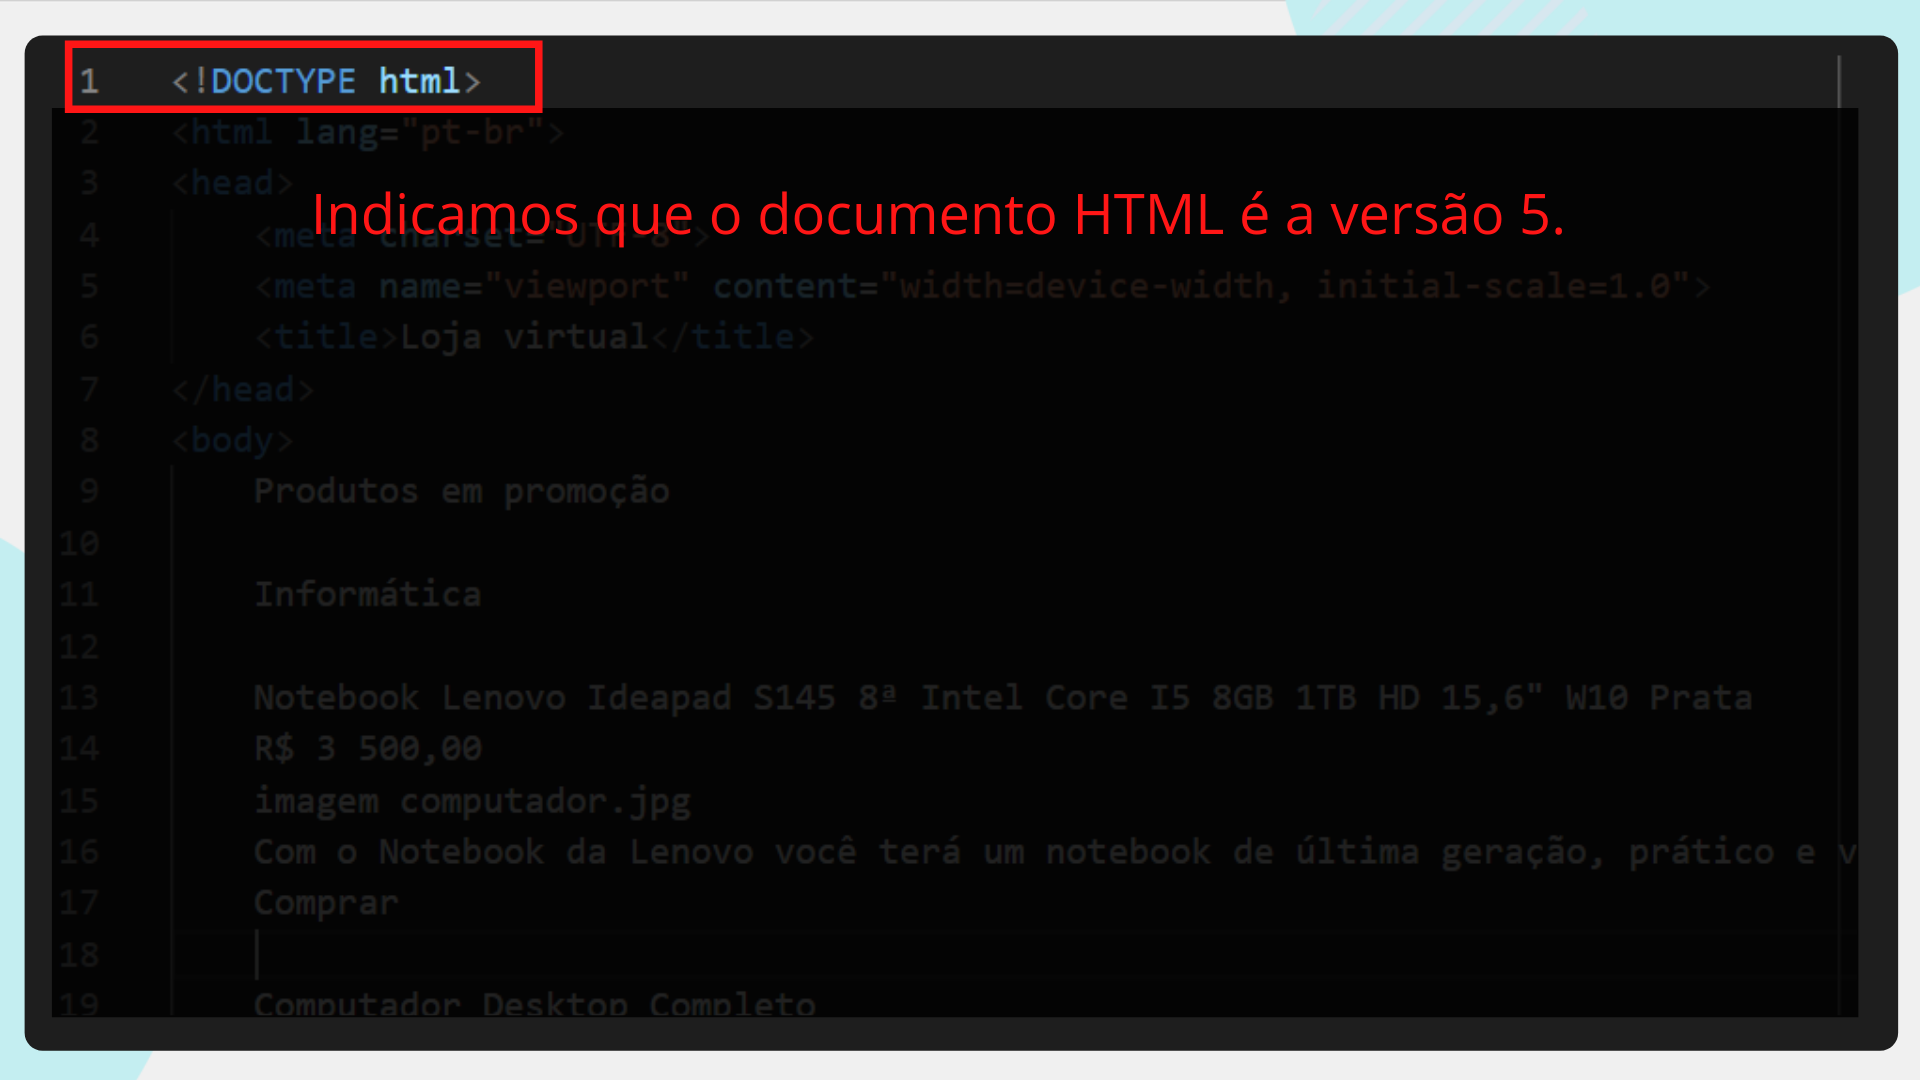 1 <!DOCTYPE html>
2 <html lang="pt-br">
3 <head>
Indicamos que o documento HTML é a versão 5.
4 <meta charset="UTF-8">
5 <meta name="viewport" content="width=device-width, initial-scale=1.0">
6 <title>Loja virtual</title>
7 </head>
8 <body>
9 Produtos em promoção
10
11 Informática
12
13 Notebook Lenovo Ideapad S145 8ª Intel Core I5 8GB 1TB HD 15,6" W10 Prata
14 R$ 3 500,00
15 imagem computador.jpg
16 Com o Notebook da Lenovo você terá um notebook de última geração, prático e v
17 Comprar
18
19 Computador Desktop Completo